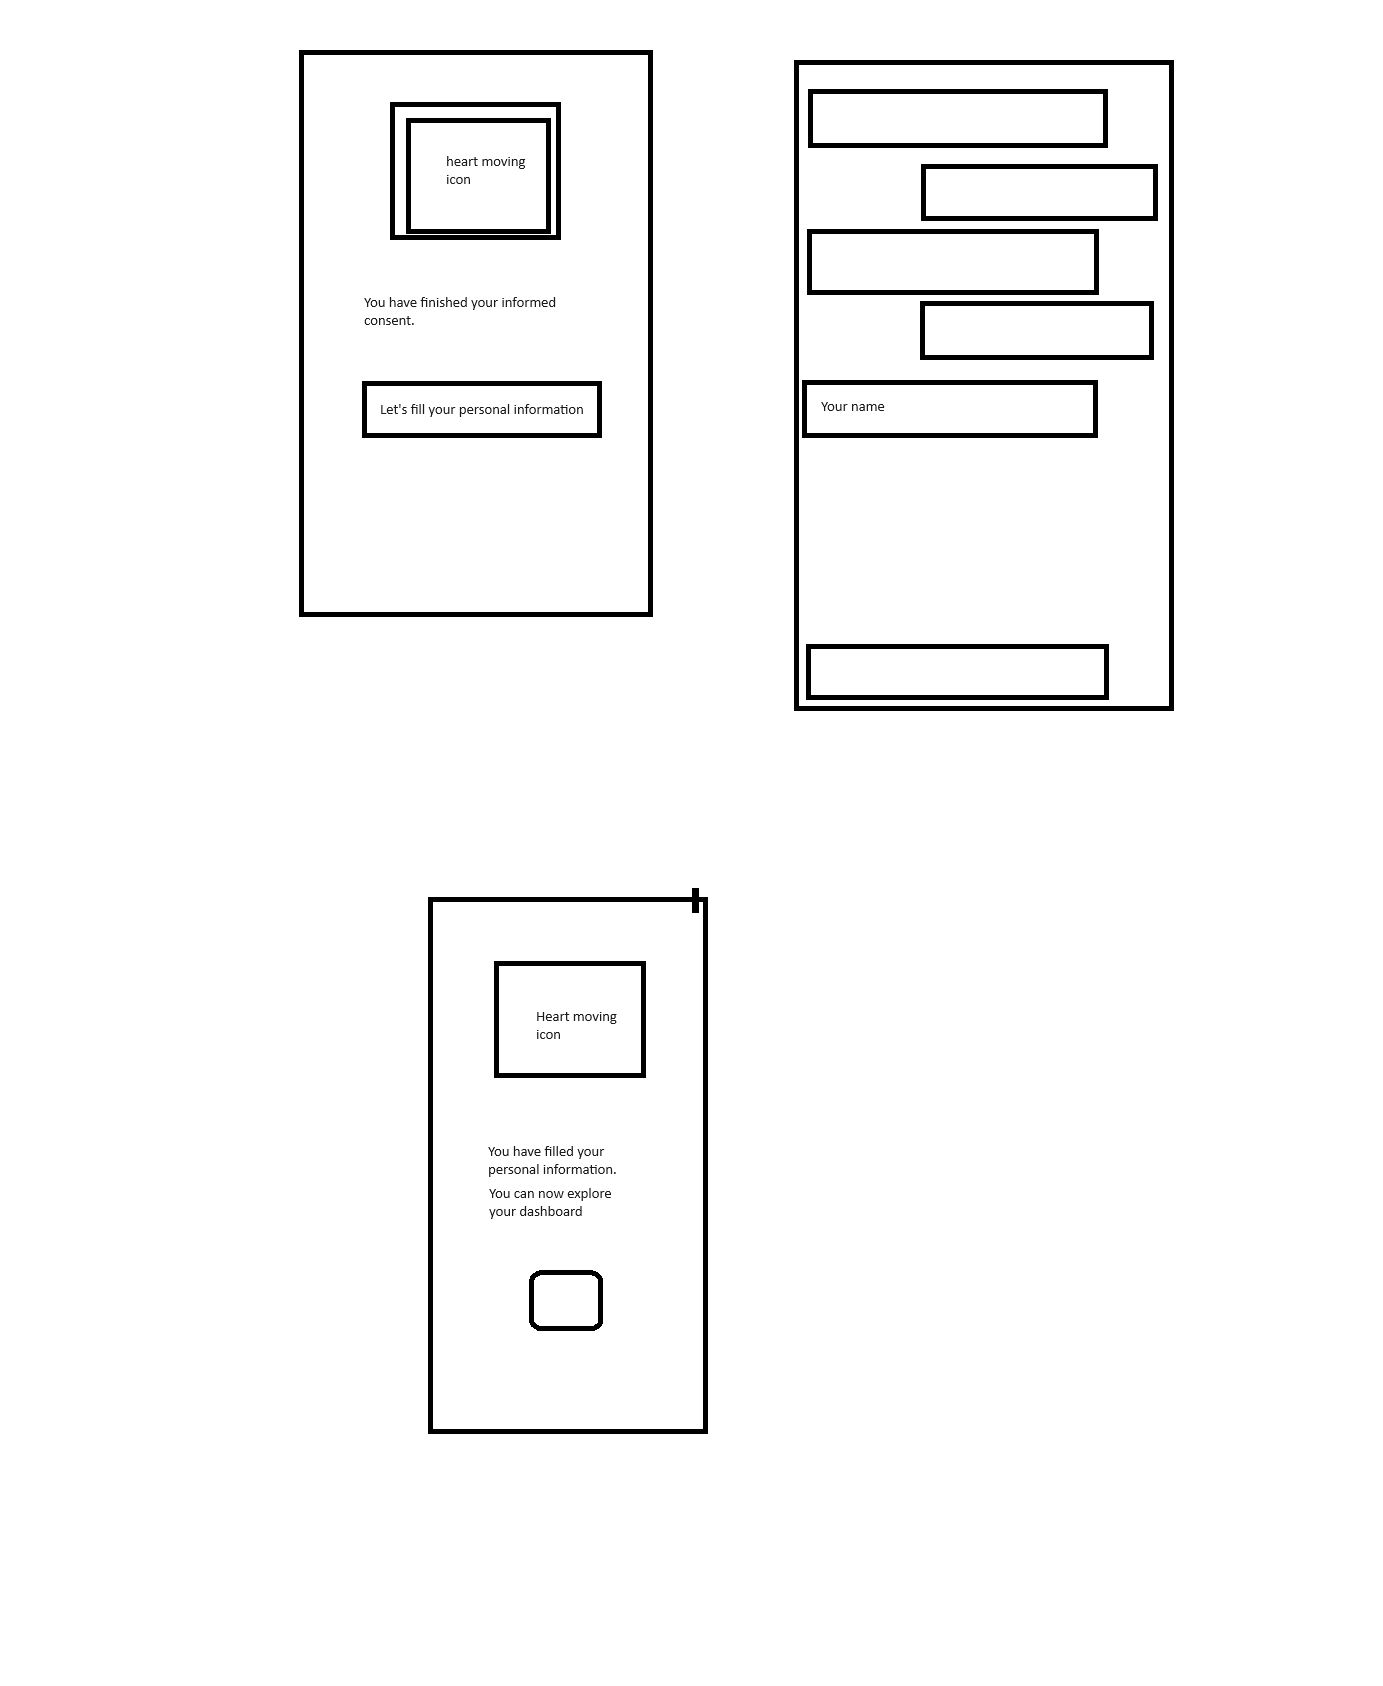 heart moving
icon
You have finished your informed
consent.
Let's fill your personal information
Your name
Heart moving
icon
You have filled your
personal information.
You can now explore
your dashboard